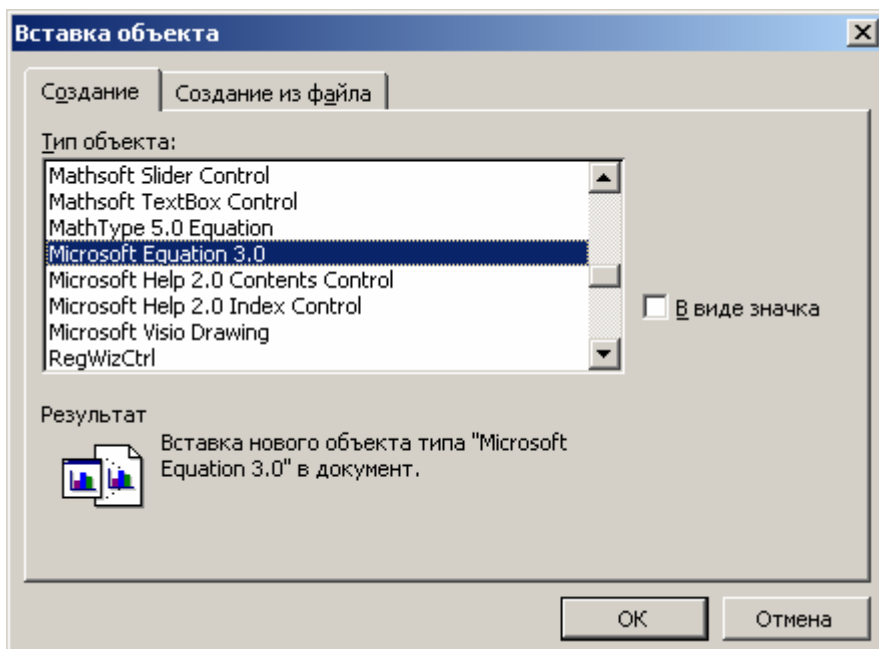 Вставка объекта
Создание
Создание из файла
Тип объекта:
Mathsoft Slider Control
Mathsoft TextBox Control
MathType 5.0 Equation
Microsoft Equation 3.0
Microsoft Help 2.0 Contents Control
Microsoft Help 2.0 Index Control
Microsoft Visio Drawing
RegWizCtrl
В виде значка
Результат
Вставка нового объекта типа "Microsoft
Equation 3.0" в документ.
ОК
Отмена